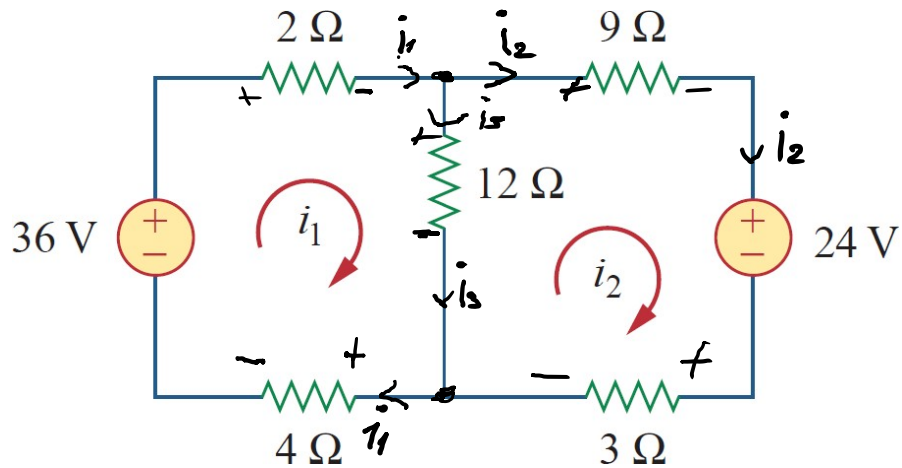 2 Ω i₁ i₂ 9 Ω
+ − + −
+ i₃
i₂
12 Ω
36 V + − i₁ − i₂ + − 24 V
i₃
− + − +
i₁
4 Ω 3 Ω